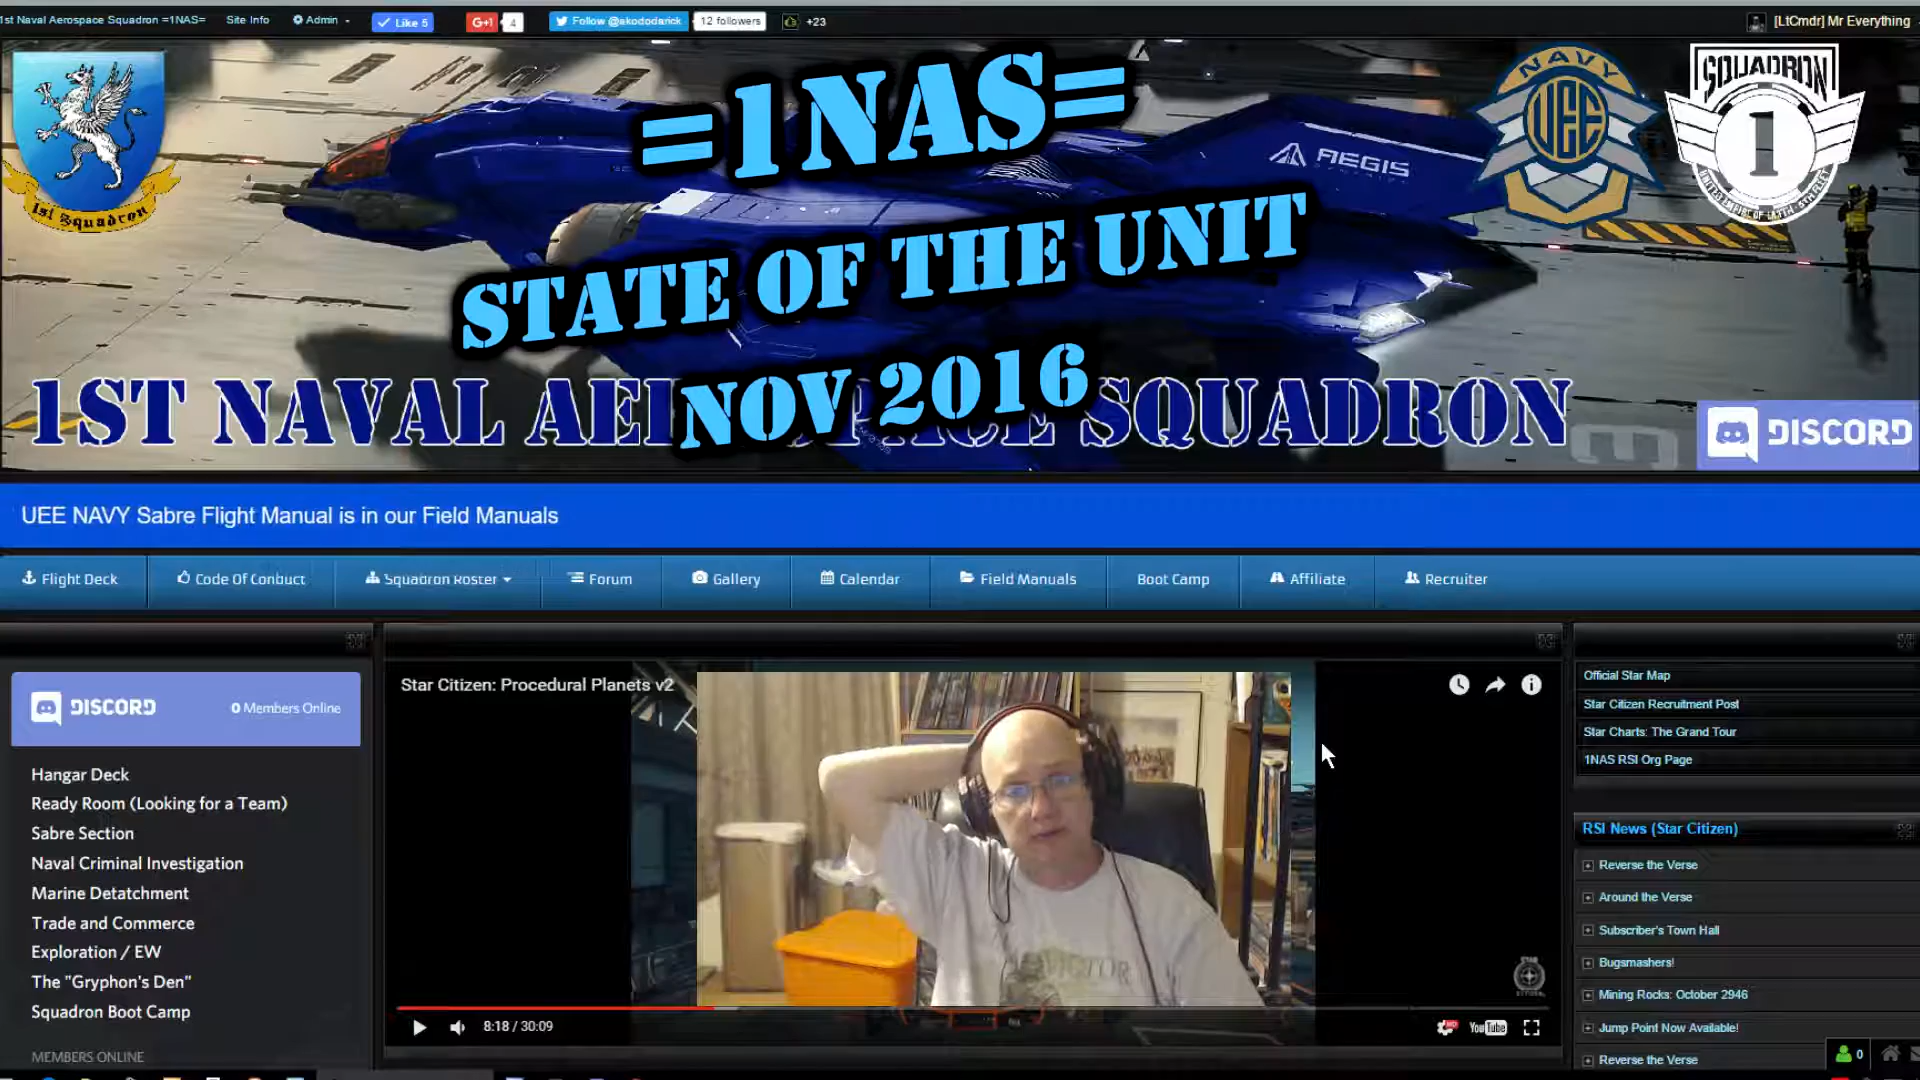 1st Naval Aerospace Squadron =1NAS=
Site Info
Admin
Like 5
G+1
4
Follow @akododarick
12 followers
+23
[LtCmdr] Mr Everything
=1NAS=
STATE OF THE UNIT
NOV 2016
1ST NAVAL AE SPACE SQUADRON
1st Squadron
AEGIS
NAVY
UEE
SQUADRON
1
DISCORD
UEE NAVY Sabre Flight Manual is in our Field Manuals
Flight Deck
Code Of Conduct
Squadron Roster
Forum
Gallery
Calendar
Field Manuals
Boot Camp
Affiliate
Recruiter
DISCORD
0 Members Online
Hangar Deck
Ready Room (Looking for a Team)
Sabre Section
Naval Criminal Investigation
Marine Detatchment
Trade and Commerce
Exploration / EW
The "Gryphon's Den"
Squadron Boot Camp
MEMBERS ONLINE
Star Citizen: Procedural Planets v2
VICTOR
STAR
8:18 / 30:09
HD
YouTube
Official Star Map
Star Citizen Recruitment Post
Star Charts: The Grand Tour
1NAS RSI Org Page
RSI News (Star Citizen)
Reverse the Verse
Around the Verse
Subscriber's Town Hall
Bugsmashers!
Mining Rocks: October 2946
Jump Point Now Available!
Reverse the Verse
0